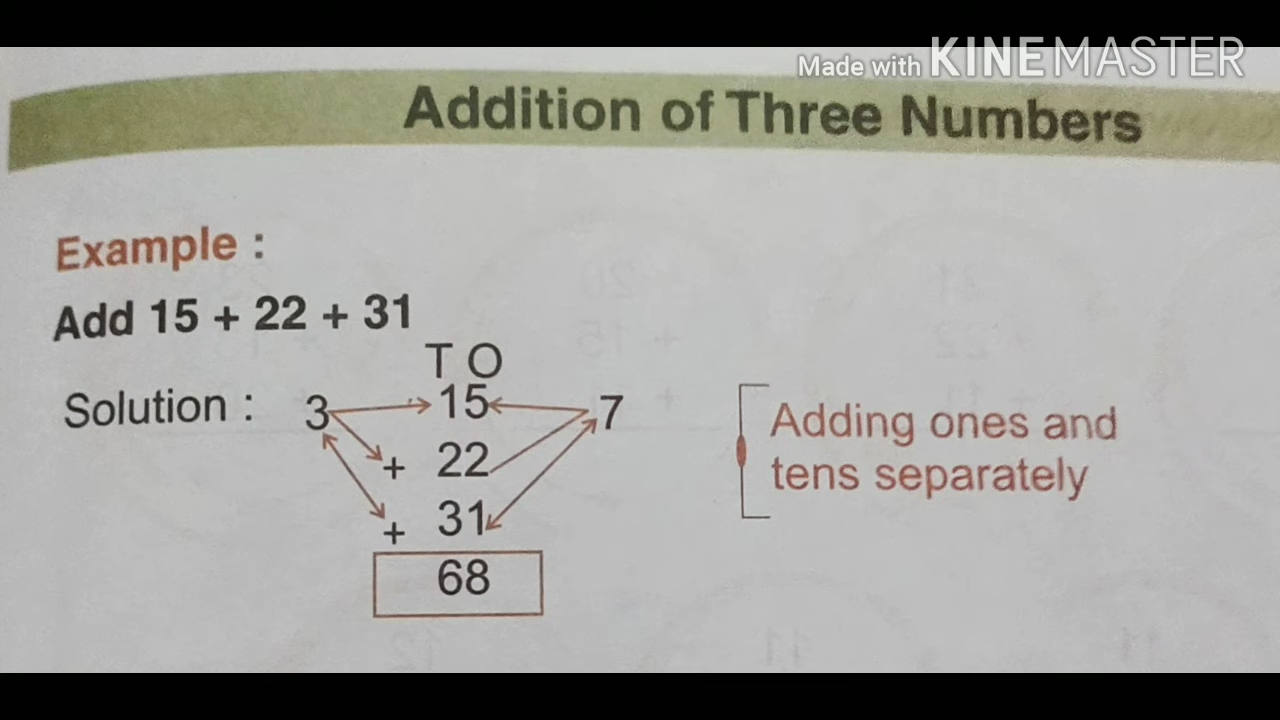 Made with KINEMASTER
Addition of Three Numbers
Example :
Add 15 + 22 + 31
T O
Solution : 3 15 7
+ 22
+ 31
68
Adding ones and
tens separately